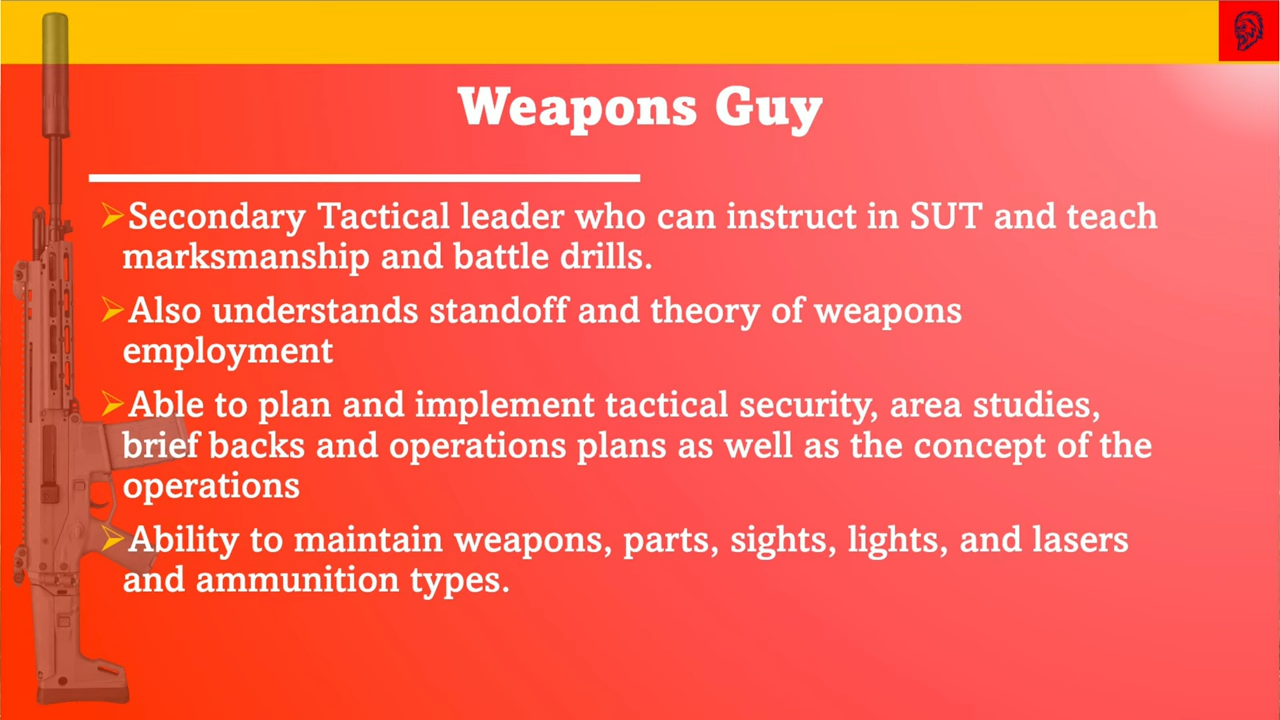 Weapons Guy
Secondary Tactical leader who can instruct in SUT and teach
marksmanship and battle drills.
Also understands standoff and theory of weapons
employment
Able to plan and implement tactical security, area studies,
brief backs and operations plans as well as the concept of the
operations
Ability to maintain weapons, parts, sights, lights, and lasers
and ammunition types.